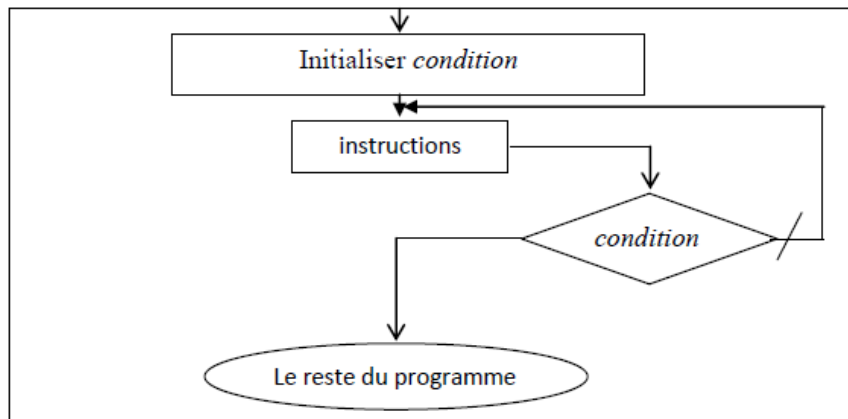 Initialiser condition
instructions
condition
Le reste du programme